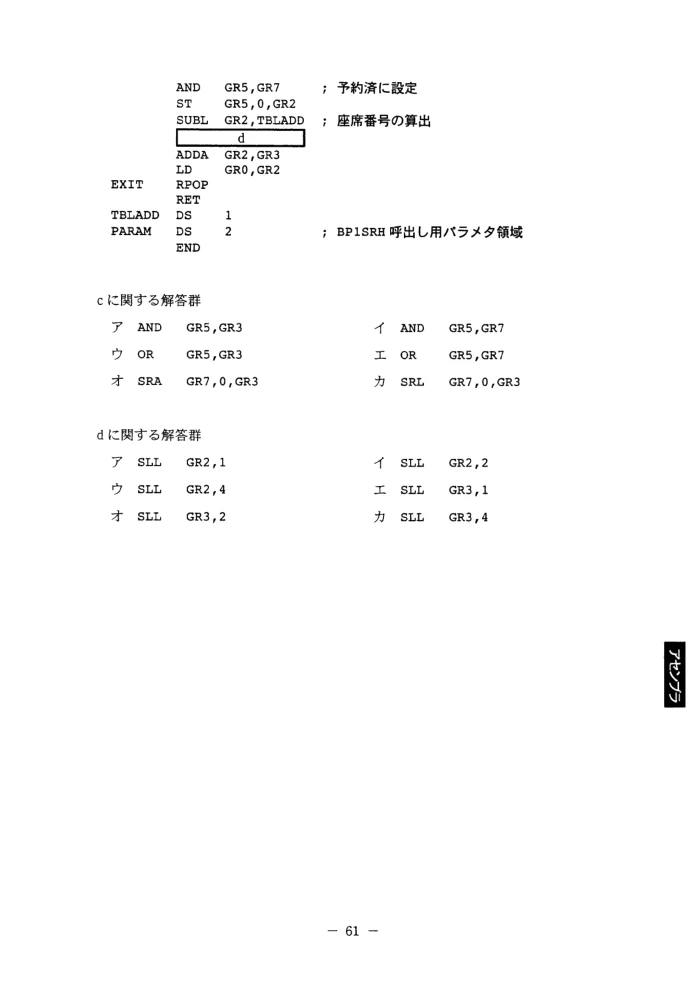 AND GR5,GR7 ; 予約済に設定
ST GR5,0,GR2
SUBL GR2,TBLADD ; 座席番号の算出
d
ADDA GR2,GR3
LD GR0,GR2
EXIT RPOP
RET
TBLADD DS 1
PARAM DS 2 ; BP1SRH 呼出し用パラメタ領域
END
cに関する解答群
ア AND GR5,GR3 イ AND GR5,GR7
ウ OR GR5,GR3 エ OR GR5,GR7
オ SRA GR7,0,GR3 カ SRL GR7,0,GR3
dに関する解答群
ア SLL GR2,1 イ SLL GR2,2
ウ SLL GR2,4 エ SLL GR3,1
オ SLL GR3,2 カ SLL GR3,4
アセンブラ
— 61 —